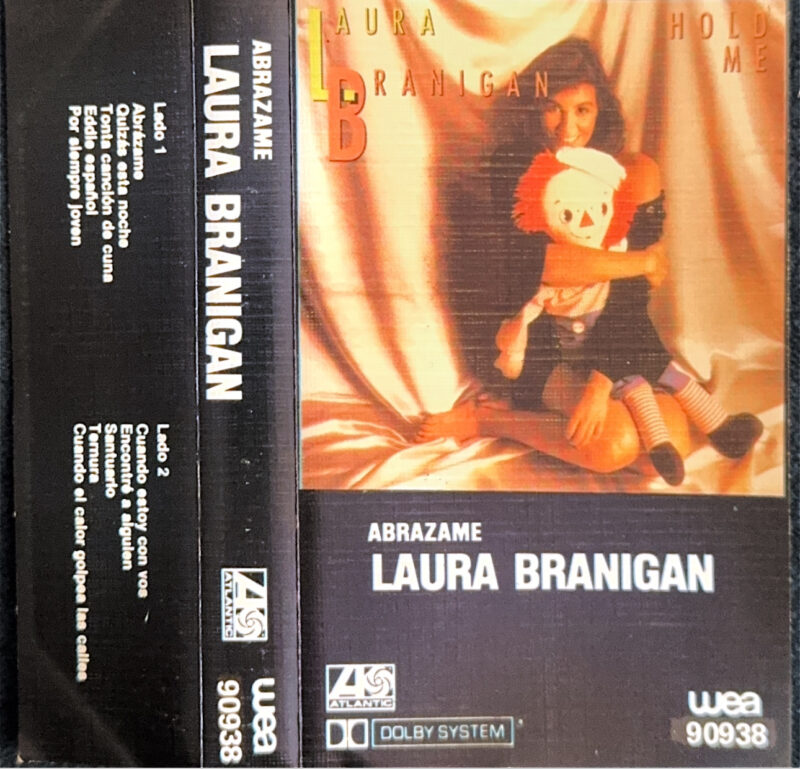 Lado 1
Abrázame
Quizás esta noche
Tonta canción de cuna
Eddie español
Por siempre joven
Lado 2
Cuando estoy con vos
Encontré a alguien
Santuario
Ternura
Cuando el calor golpea las calles
ABRAZAME
LAURA BRANIGAN
ATLANTIC
wea
90938
LAURA
BRANIGAN
HOLD
ME
ABRAZAME
LAURA BRANIGAN
ATLANTIC
DOLBY SYSTEM
wea
90938